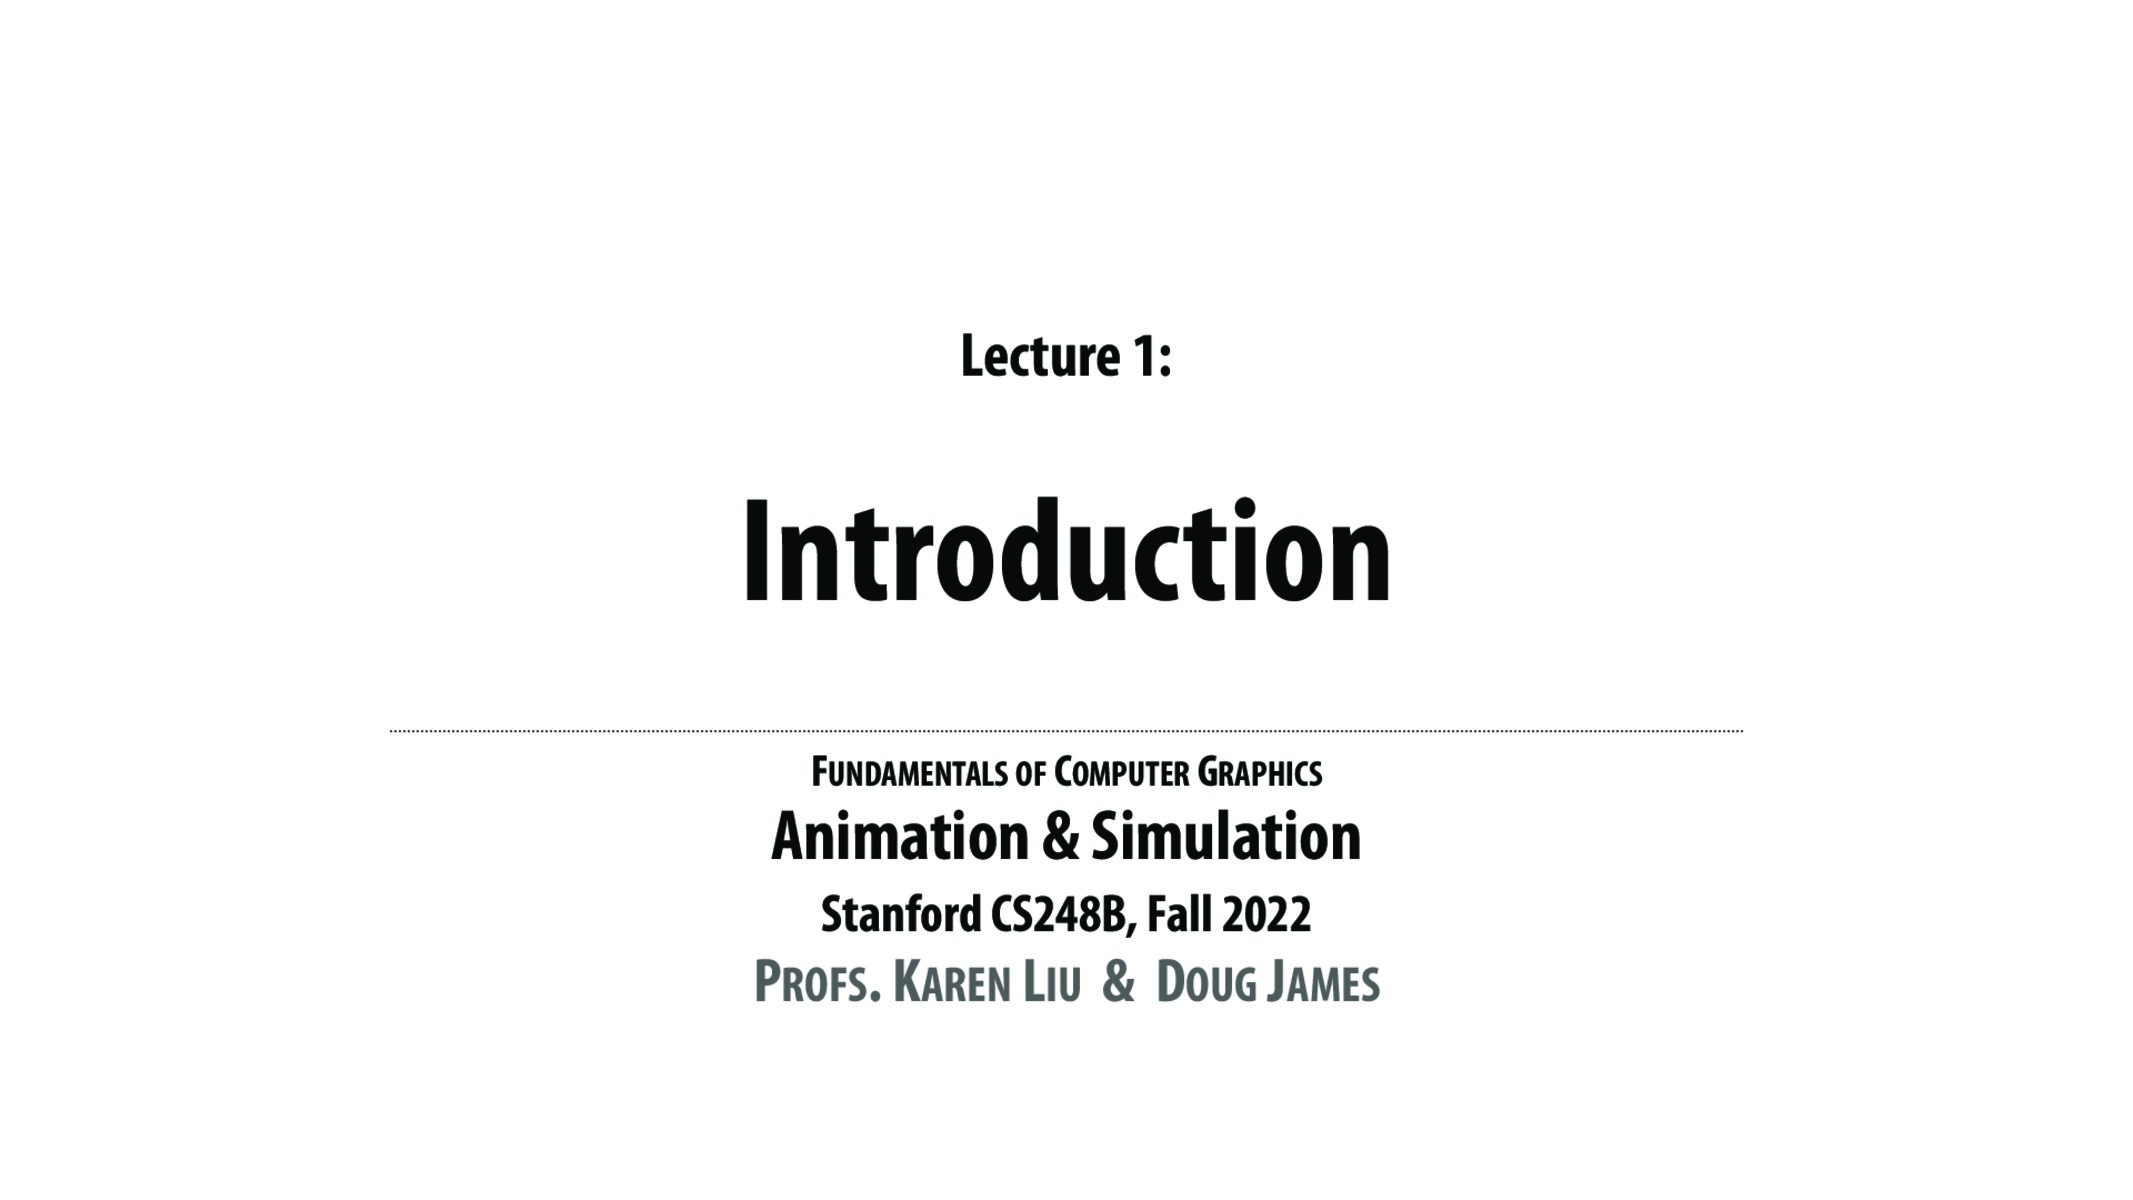 Lecture 1:
Introduction
Fundamentals of Computer Graphics
Animation & Simulation
Stanford CS248B, Fall 2022
Profs. Karen Liu & Doug James